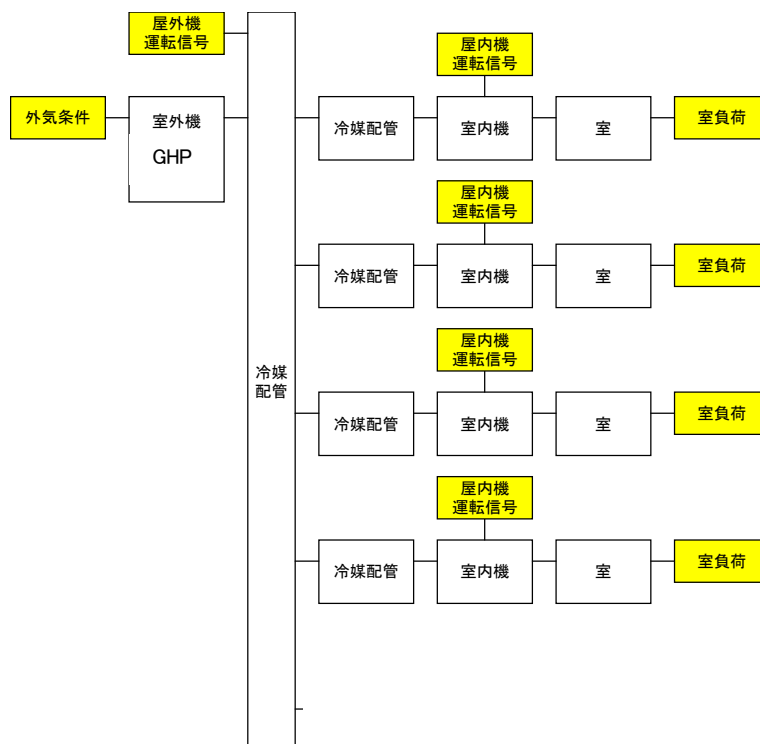 屋外機
運転信号
外気条件
室外機
GHP
冷媒
配管
屋内機
運転信号
冷媒配管
室内機
室
室負荷
屋内機
運転信号
冷媒配管
室内機
室
室負荷
屋内機
運転信号
冷媒配管
室内機
室
室負荷
屋内機
運転信号
冷媒配管
室内機
室
室負荷